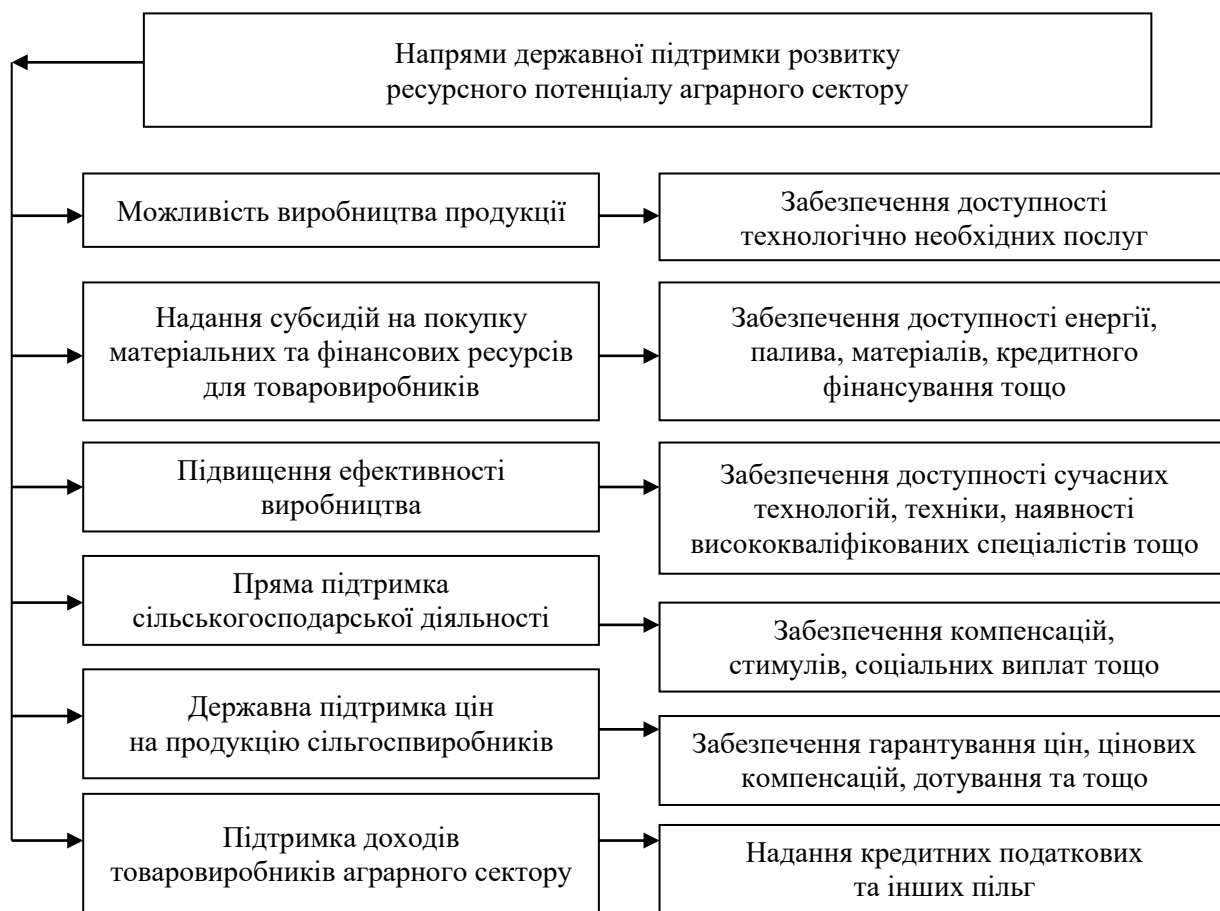 Напрями державної підтримки розвитку
ресурсного потенціалу аграрного сектору
Можливість виробництва продукції
Забезпечення доступності
технологічно необхідних послуг
Надання субсидій на покупку
матеріальних та фінансових ресурсів
для товаровиробників
Забезпечення доступності енергії,
палива, матеріалів, кредитного
фінансування тощо
Підвищення ефективності
виробництва
Забезпечення доступності сучасних
технологій, техніки, наявності
висококваліфікованих спеціалістів тощо
Пряма підтримка
сільськогосподарської діяльності
Забезпечення компенсацій,
стимулів, соціальних виплат тощо
Державна підтримка цін
на продукцію сільгоспвиробників
Забезпечення гарантування цін, цінових
компенсацій, дотування та тощо
Підтримка доходів
товаровиробників аграрного сектору
Надання кредитних податкових
та інших пільг